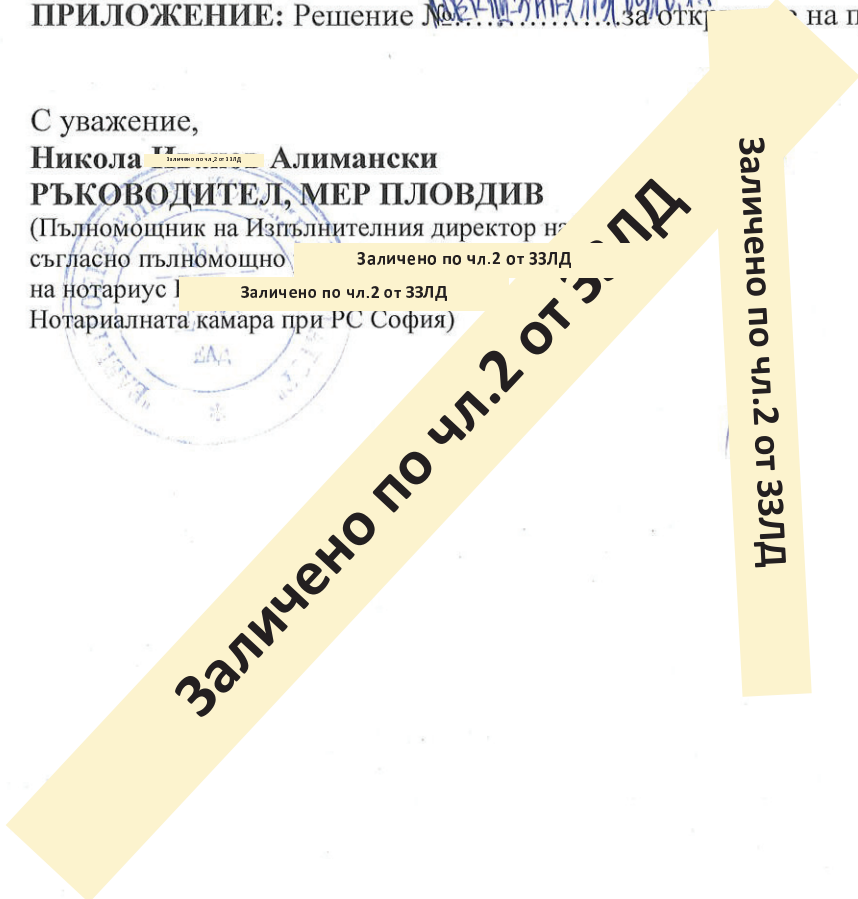 ПРИЛОЖЕНИЕ: Решение №.................за на
С уважение,
Никола Алимански
Заличено по чл.2 от ЗЗЛД
РЪКОВОДИТЕЛ, МЕР ПЛОВДИВ
(Пълномощник на Изпълнителния директор на
съгласно пълномощно
Заличено по чл.2 от ЗЗЛД
на нотариус
Заличено по чл.2 от ЗЗЛД
Нотариалната камара при РС София)
ЕАД
Заличено по чл.2 от ЗЗЛД
Заличено по чл.2 от ЗЗЛД